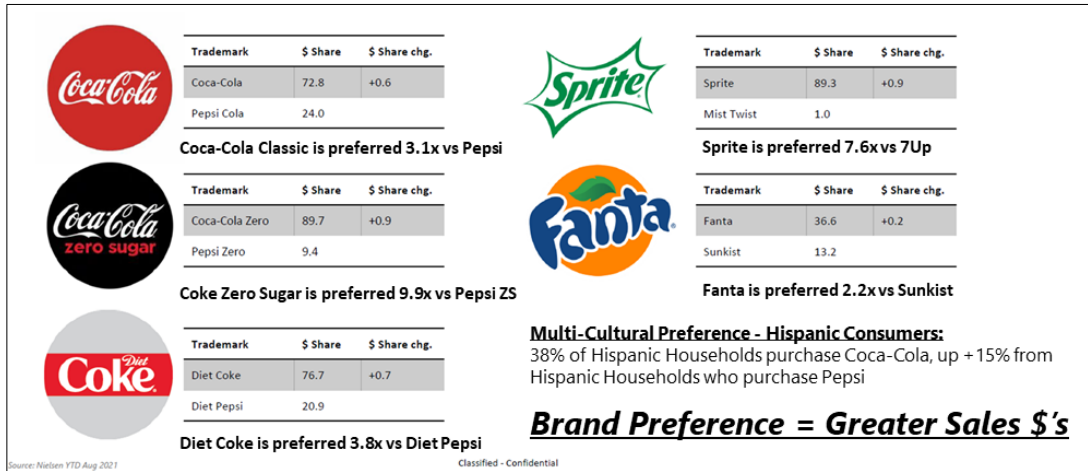 Coca-Cola
Trademark $ Share $ Share chg.
Coca-Cola 72.8 +0.6
Pepsi Cola 24.0
Coca-Cola Classic is preferred 3.1x vs Pepsi
Coca-Cola
zero sugar
Trademark $ Share $ Share chg.
Coca-Cola Zero 89.7 +0.9
Pepsi Zero 9.4
Coke Zero Sugar is preferred 9.9x vs Pepsi ZS
Diet
Coke
Trademark $ Share $ Share chg.
Diet Coke 76.7 +0.7
Diet Pepsi 20.9
Diet Coke is preferred 3.8x vs Diet Pepsi
Sprite
Trademark $ Share $ Share chg.
Sprite 89.3 +0.9
Mist Twist 1.0
Sprite is preferred 7.6x vs 7Up
Fanta
Trademark $ Share $ Share chg.
Fanta 36.6 +0.2
Sunkist 13.2
Fanta is preferred 2.2x vs Sunkist
Multi-Cultural Preference - Hispanic Consumers:
38% of Hispanic Households purchase Coca-Cola, up +15% from
Hispanic Households who purchase Pepsi
Brand Preference = Greater Sales $'s
Source: Nielsen YTD Aug 2021
Classified - Confidential